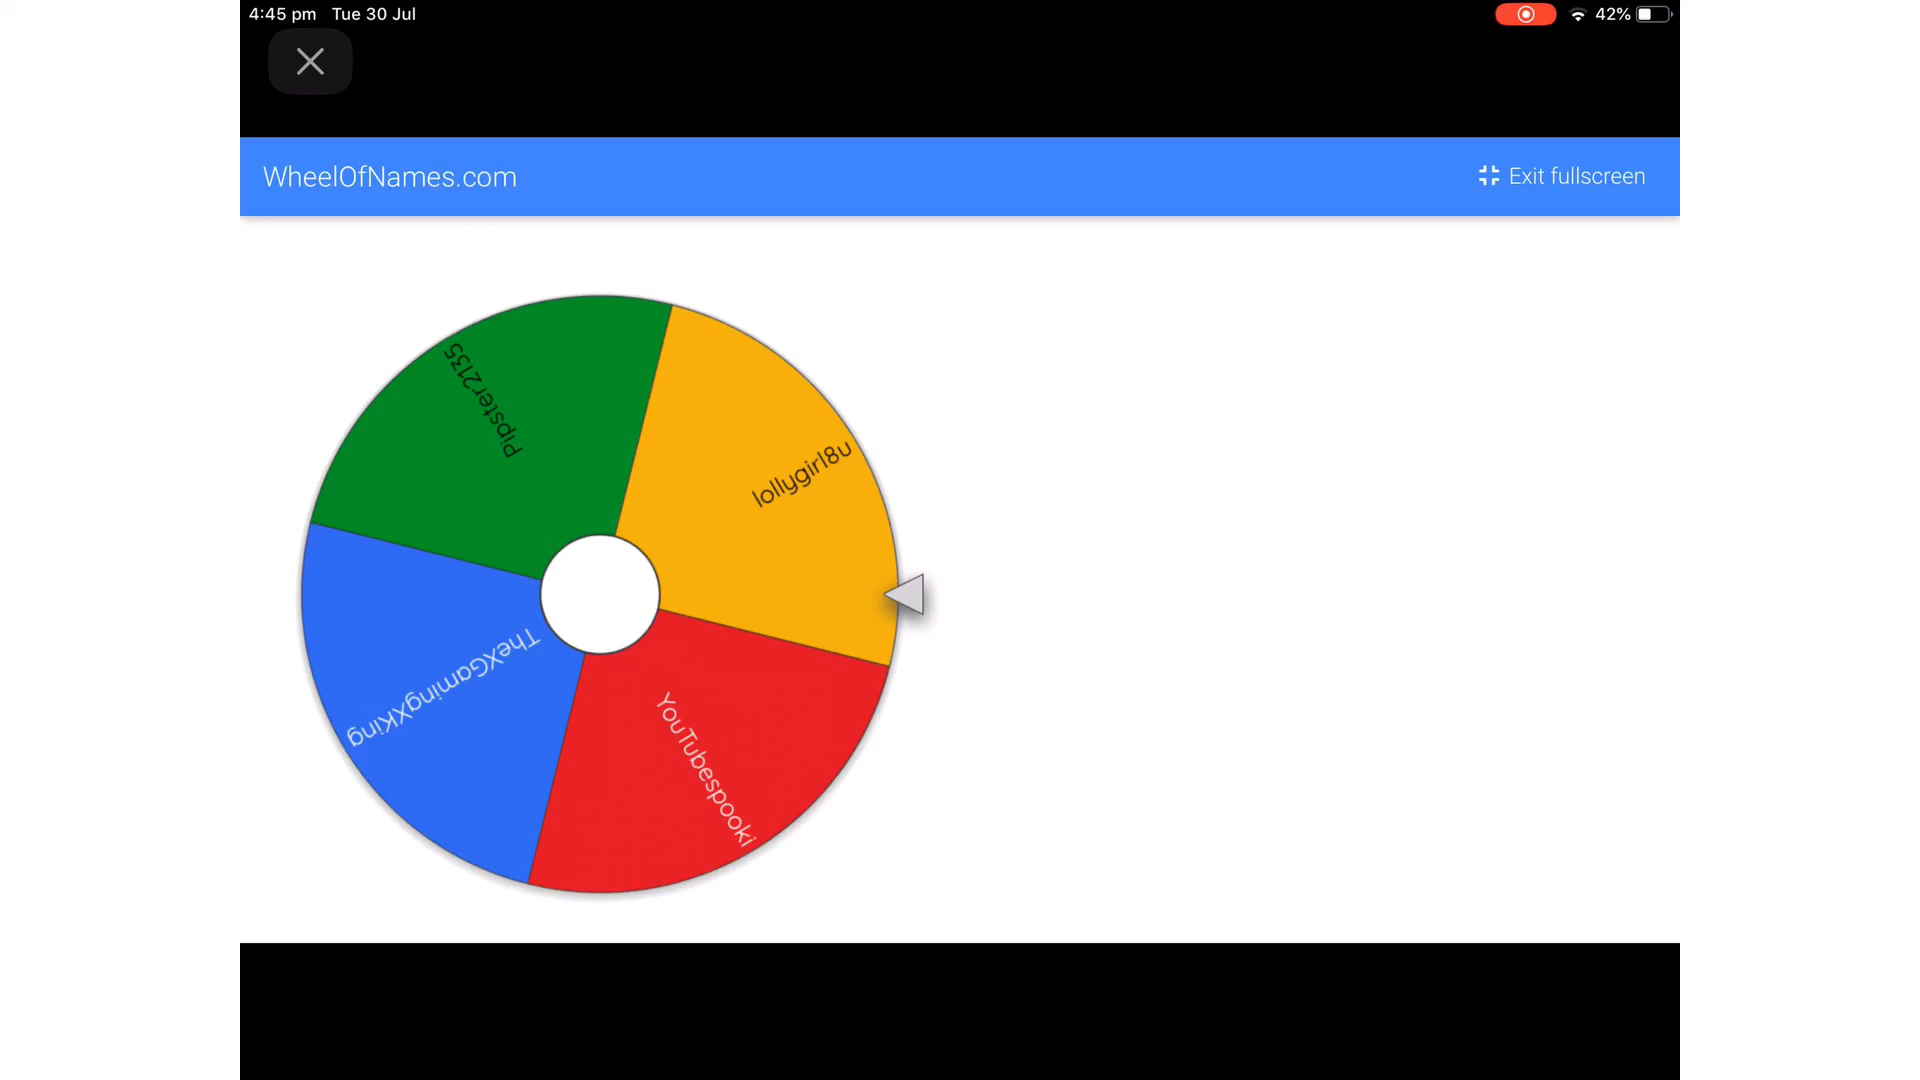 4:45 pm Tue 30 Jul
42%
WheelOfNames.com
Exit fullscreen
Pipster2135
lollygirl8u
TheXGamingXKing
YouTubespooki